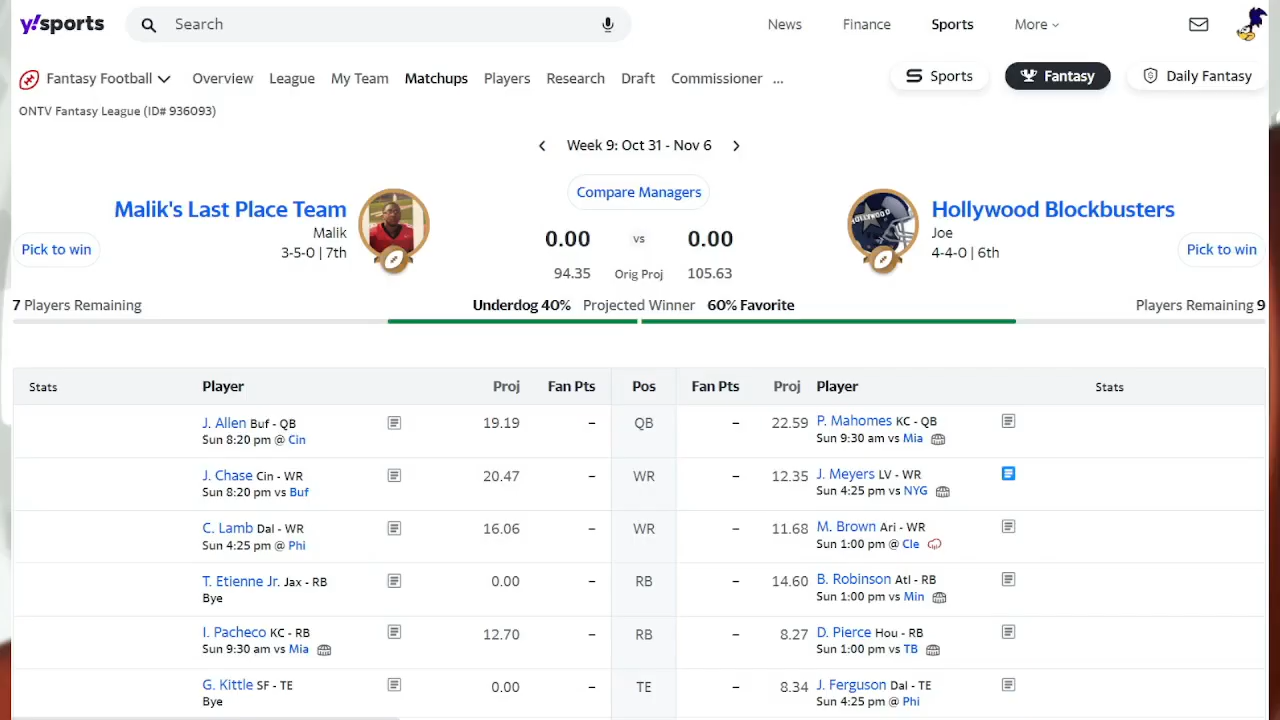 y!sports
Search
News Finance Sports More
Fantasy Football Overview League My Team Matchups Players Research Draft Commissioner ...
Sports Fantasy Daily Fantasy
ONTV Fantasy League (ID# 936093)
Week 9: Oct 31 - Nov 6
Compare Managers
Malik's Last Place Team
Malik
3-5-0 | 7th
Pick to win
0.00 vs 0.00
94.35 Orig Proj 105.63
HOLLYWOOD
Hollywood Blockbusters
Joe
4-4-0 | 6th
Pick to win
7 Players Remaining Underdog 40% Projected Winner 60% Favorite Players Remaining 9
Stats Player Proj Fan Pts Pos Fan Pts Proj Player Stats
J. Allen Buf - QB 19.19 – QB – 22.59 P. Mahomes KC - QB
Sun 8:20 pm @ Cin Sun 9:30 am vs Mia
J. Chase Cin - WR 20.47 – WR – 12.35 J. Meyers LV - WR
Sun 8:20 pm vs Buf Sun 4:25 pm vs NYG
C. Lamb Dal - WR 16.06 – WR – 11.68 M. Brown Ari - WR
Sun 4:25 pm @ Phi Sun 1:00 pm @ Cle
T. Etienne Jr. Jax - RB 0.00 – RB – 14.60 B. Robinson Atl - RB
Bye Sun 1:00 pm vs Min
I. Pacheco KC - RB 12.70 – RB – 8.27 D. Pierce Hou - RB
Sun 9:30 am vs Mia Sun 1:00 pm vs TB
G. Kittle SF - TE 0.00 – TE – 8.34 J. Ferguson Dal - TE
Bye Sun 4:25 pm @ Phi